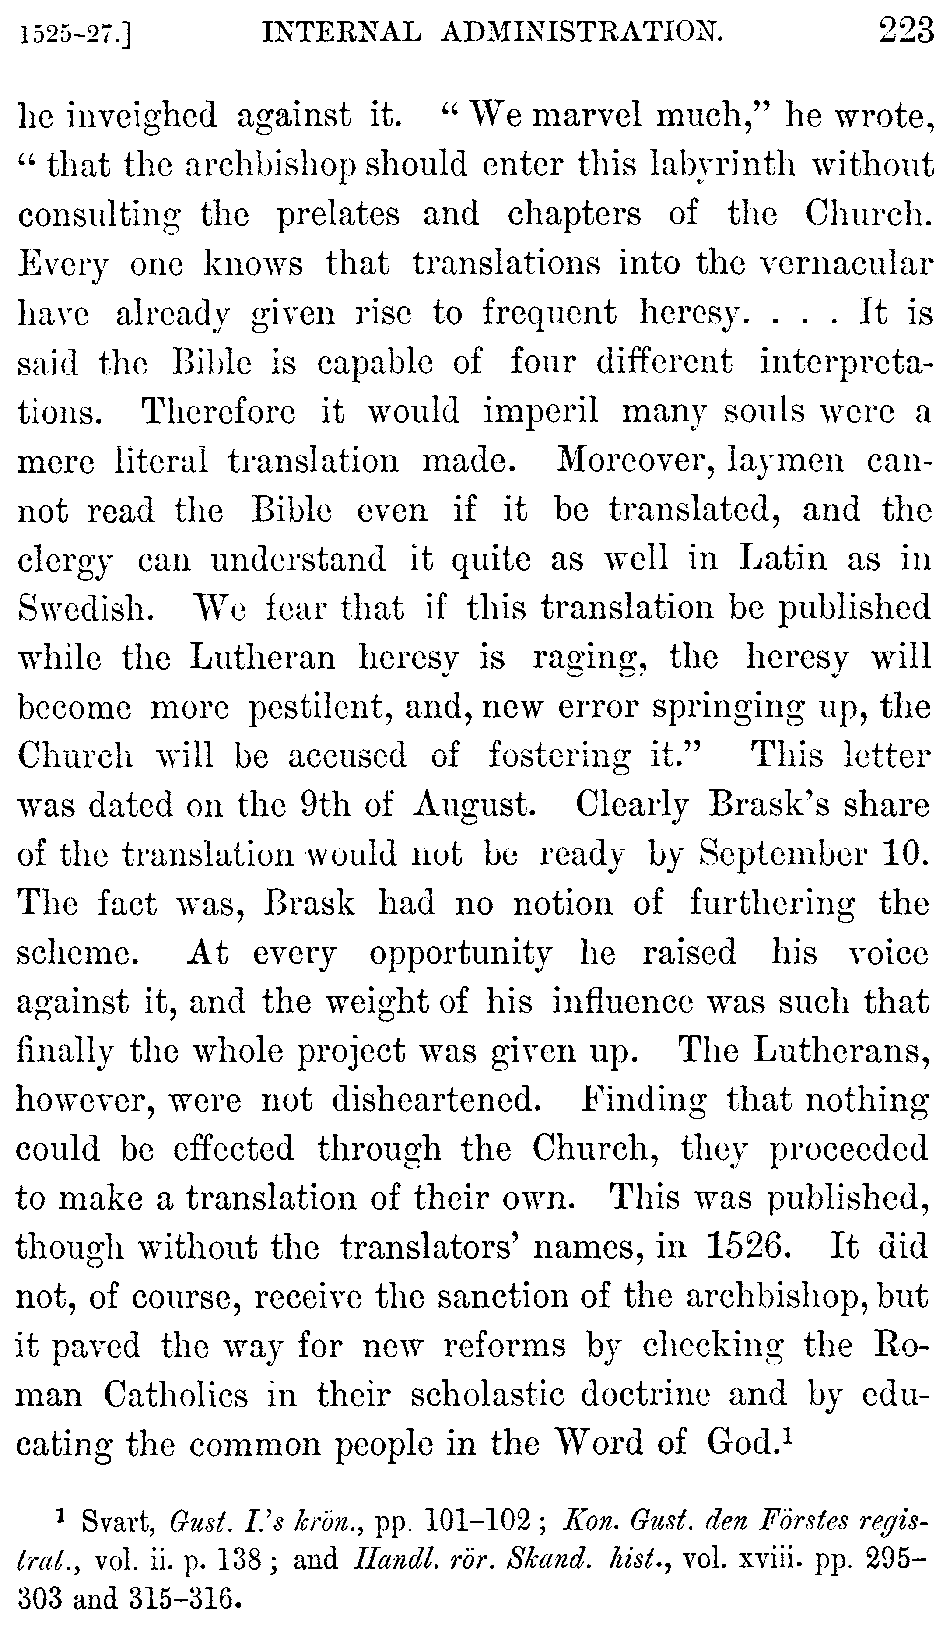 1525-27.] INTERNAL ADMINISTRATION. 223
he inveighed against it. “ We marvel much,” he wrote,
“ that the archbishop should enter this labyrinth without
consulting the prelates and chapters of the Church.
Every one knows that translations into the vernacular
have already given rise to frequent heresy. . . . . It is
said the Bible is capable of four different interpreta-
tions. Therefore it would imperil many souls were a
mere literal translation made. Moreover, laymen can-
not read the Bible even if it be translated, and the
clergy can understand it quite as well in Latin as in
Swedish. We fear that if this translation be published
while the Lutheran heresy is raging, the heresy will
become more pestilent, and, new error springing up, the
Church will be accused of fostering it.” This letter
was dated on the 9th of August. Clearly Brask’s share
of the translation would not be ready by September 10.
The fact was, Brask had no notion of furthering the
scheme. At every opportunity he raised his voice
against it, and the weight of his influence was such that
finally the whole project was given up. The Lutherans,
however, were not disheartened. Finding that nothing
could be effected through the Church, they proceeded
to make a translation of their own. This was published,
though without the translators’ names, in 1526. It did
not, of course, receive the sanction of the archbishop, but
it paved the way for new reforms by checking the Ro-
man Catholics in their scholastic doctrine and by edu-
cating the common people in the Word of God.¹
¹ Svart, Gust. I.’s krön., pp. 101-102 ; Kon. Gust. den Förstes regis-
trat., vol. ii. p. 138 ; and Handl. rör. Skand. hist., vol. xviii. pp. 295-
303 and 315-316.